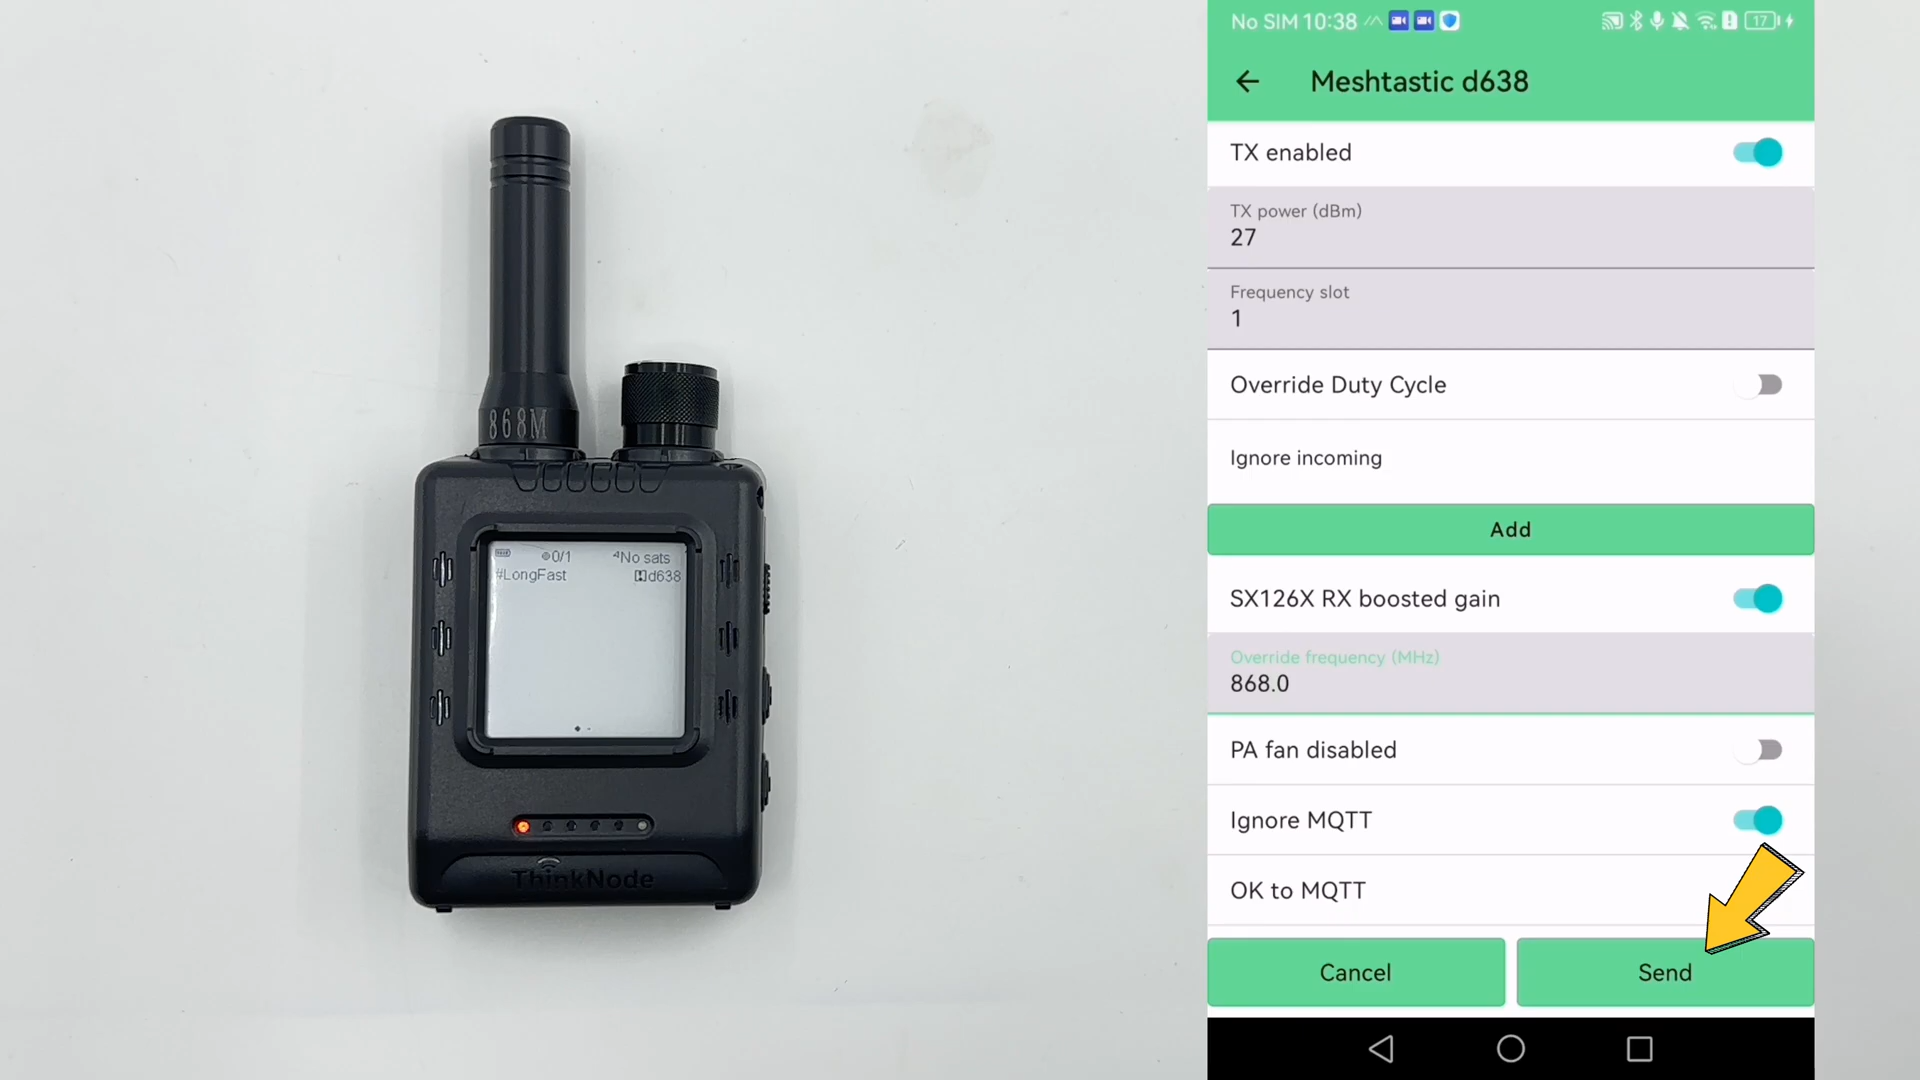 868M
0/1
No sats
#LongFast
d638
ThinkNode
No SIM 10:38
17
Meshtastic d638
TX enabled
TX power (dBm)
27
Frequency slot
1
Override Duty Cycle
Ignore incoming
Add
SX126X RX boosted gain
Override frequency (MHz)
868.0
PA fan disabled
Ignore MQTT
OK to MQTT
Cancel
Send